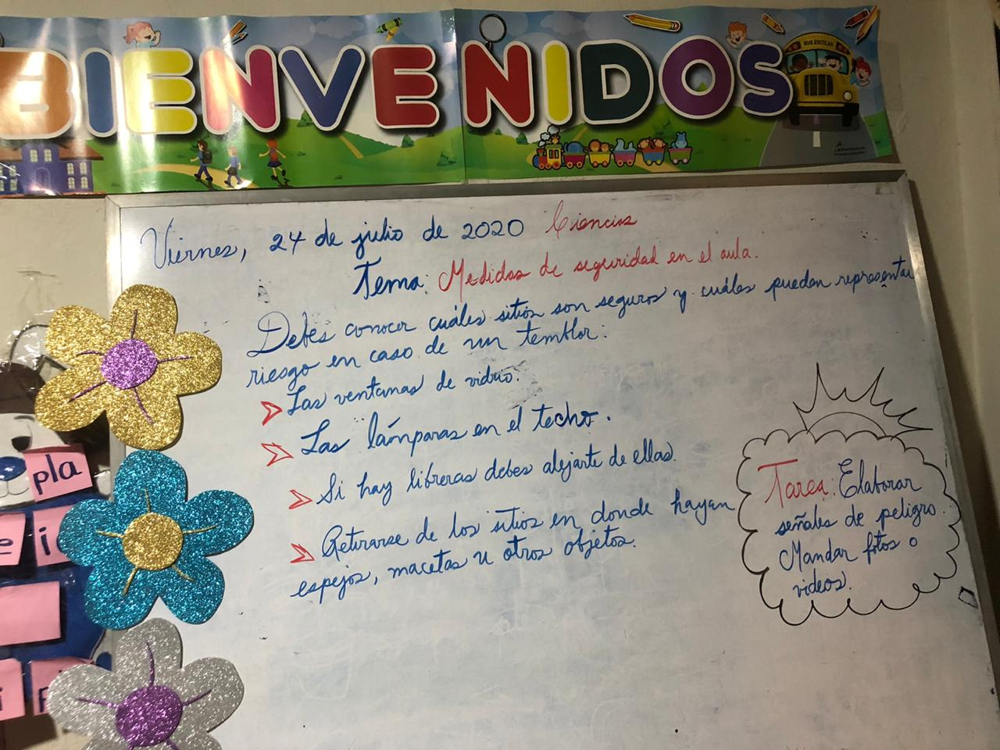 BIENVENIDOS
BUS ESCOLAR
Viernes, 24 de julio de 2020 Ciencias
Tema: Medidas de seguridad en el aula.
Debes conocer cuáles sitios son seguros y cuáles pueden representar
riesgo en caso de un temblor:
Las ventanas de vidrio.
Las lámparas en el techo.
Si hay libreras debes alejarte de ellas.
Retirarse de los sitios en donde hayan
espejos, macetas u otros objetos.
Tarea: Elaborar
señales de peligro.
Mandar fotos o
videos.
pla
e i
i